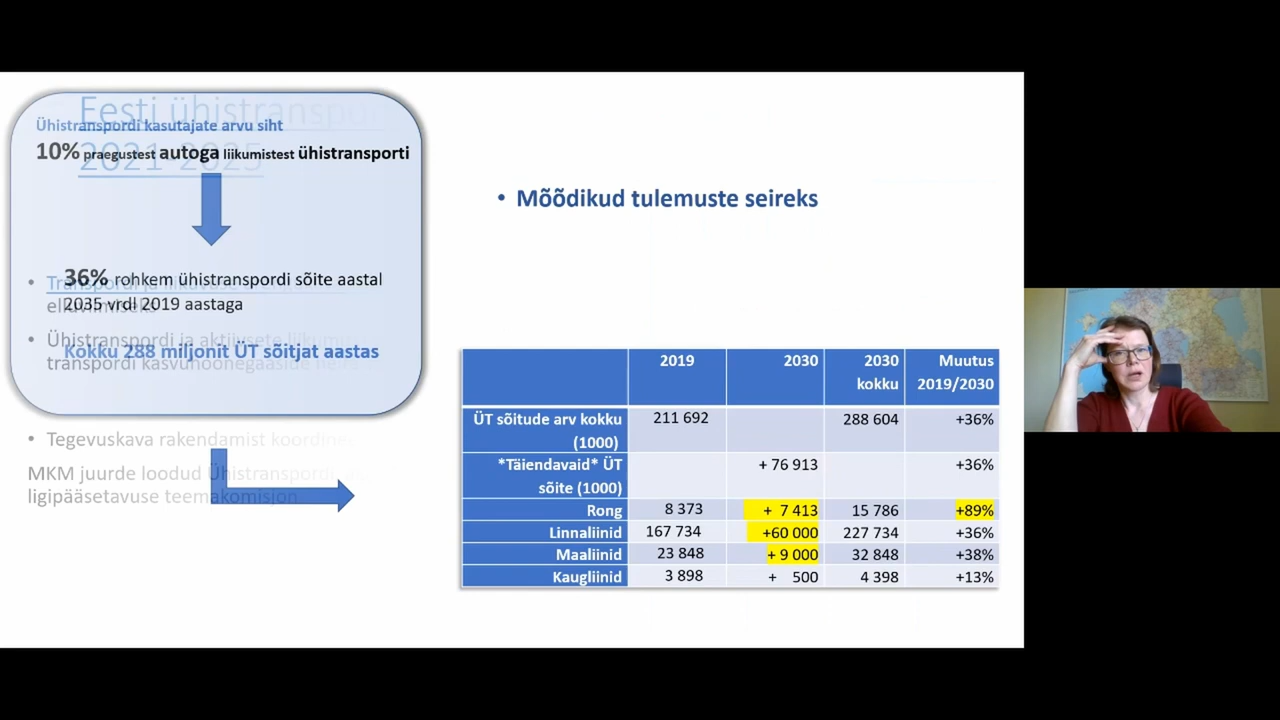 Eesti ühistranspor
2021-2025
Ühistranspordi kasutajate arvu siht
10% praegustest autoga liikumistest ühistransporti
36% rohkem ühistranspordi sõite aastal
2035 vrdl 2019 aastaga
Kokku 288 miljonit ÜT sõitjat aastas
• Transpordi ja
elluviimiseks
• Ühistranspordi ja aktiivsete
transpordi kasvuhoonegaaside
• Tegevuskava rakendamist
MKM juurde loodud Ühistranspordi
ligipääsetavuse teemakomisjon
• Mõõdikud tulemuste seireks
2019 2030 2030 kokku Muutus 2019/2030
ÜT sõitude arv kokku (1000) 211 692 288 604 +36%
*Täiendavaid* ÜT sõite (1000) + 76 913 +36%
Rong 8 373 + 7 413 15 786 +89%
Linnaliinid 167 734 +60 000 227 734 +36%
Maaliinid 23 848 + 9 000 32 848 +38%
Kaugliinid 3 898 + 500 4 398 +13%